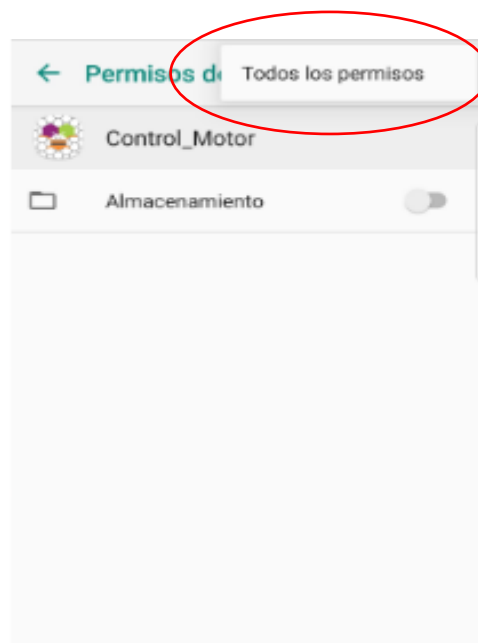 Permisos d
Todos los permisos
Control_Motor
Almacenamiento